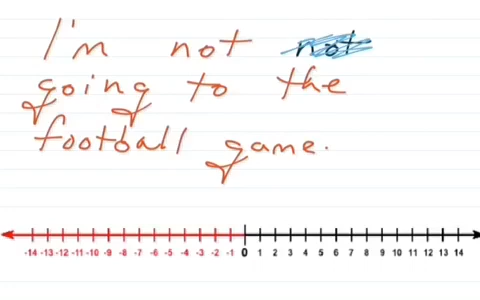 I'm not not
going to the
football game.
-14 -13 -12 -11 -10 -9 -8 -7 -6 -5 -4 -3 -2 -1 0 1 2 3 4 5 6 7 8 9 10 11 12 13 14